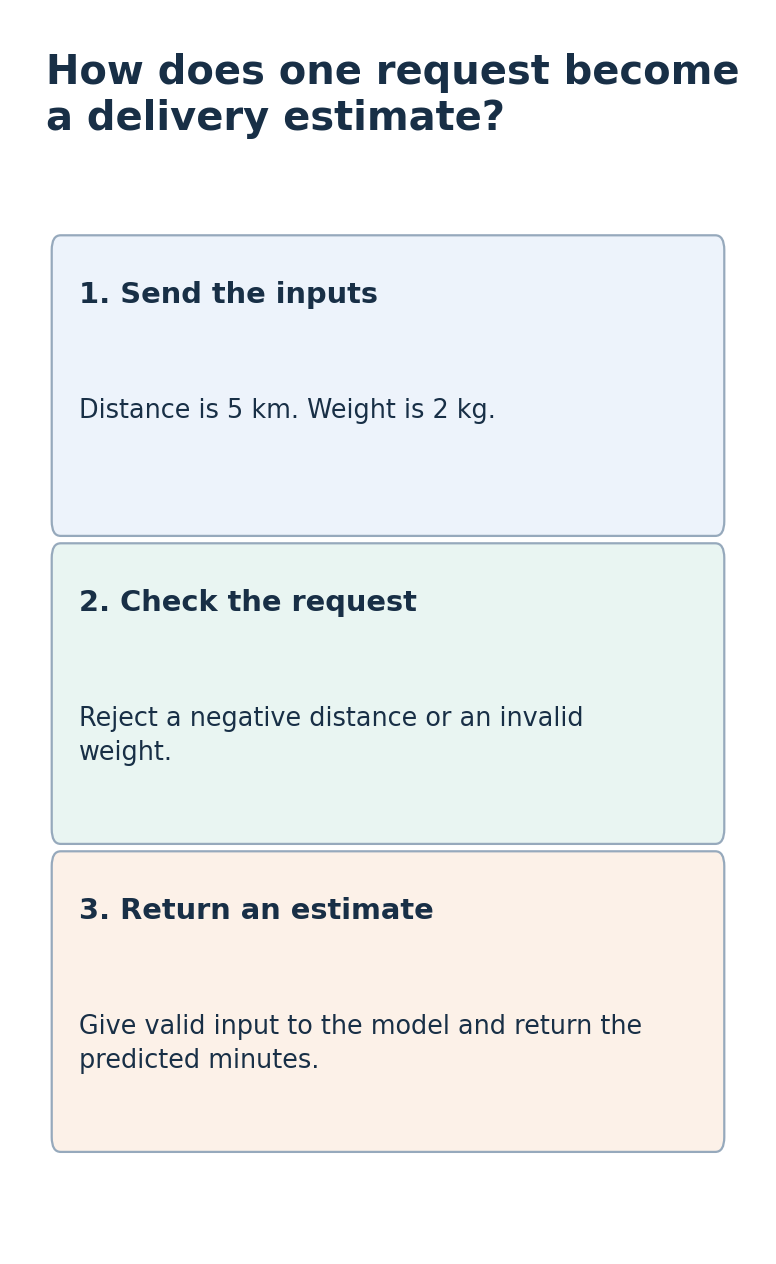 How does one request become
a delivery estimate?
1. Send the inputs
Distance is 5 km. Weight is 2 kg.
2. Check the request
Reject a negative distance or an invalid
weight.
3. Return an estimate
Give valid input to the model and return the
predicted minutes.